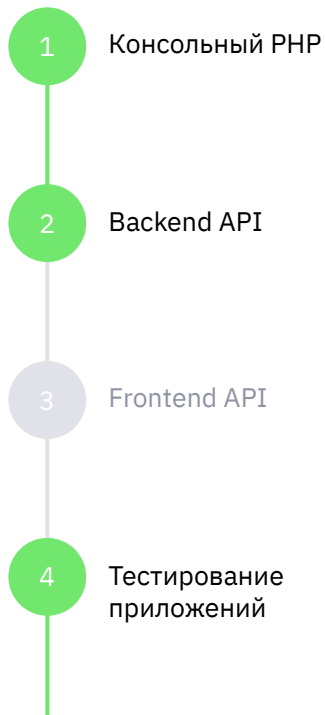 1
Консольный PHP
2
Backend API
3
Frontend API
4
Тестирование
приложений